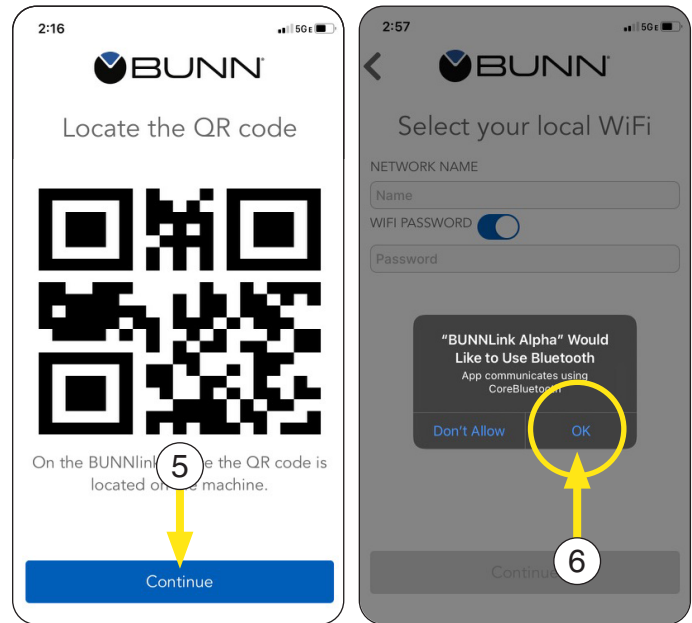 2:16
5G E
BUNN
Locate the QR code
On the BUNNlink the QR code is
located machine.
5
Continue
2:57
5G E
BUNN
Select your local WiFi
NETWORK NAME
Name
WIFI PASSWORD
Password
"BUNNLink Alpha" Would
Like to Use Bluetooth
App communicates using
CoreBluetooth
Don't Allow OK
6
Continue